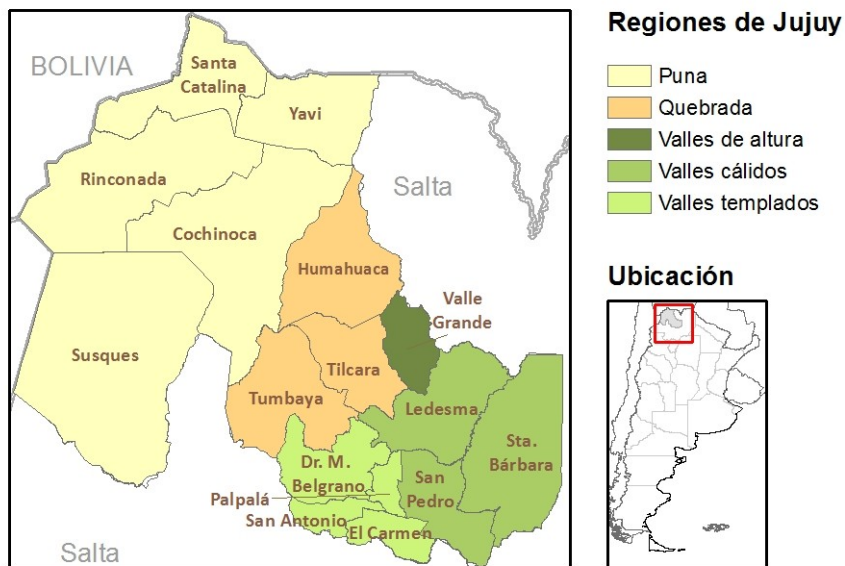 BOLIVIA
Santa
Catalina
Yavi
Rinconada
Salta
Cochinoca
Humahuaca
Valle
Grande
Susques
Tilcara
Tumbaya
Ledesma
Sta.
Bárbara
Dr. M.
Belgrano
San
Pedro
Palpalá
San Antonio
El Carmen
Salta
Regiones de Jujuy
Puna
Quebrada
Valles de altura
Valles cálidos
Valles templados
Ubicación